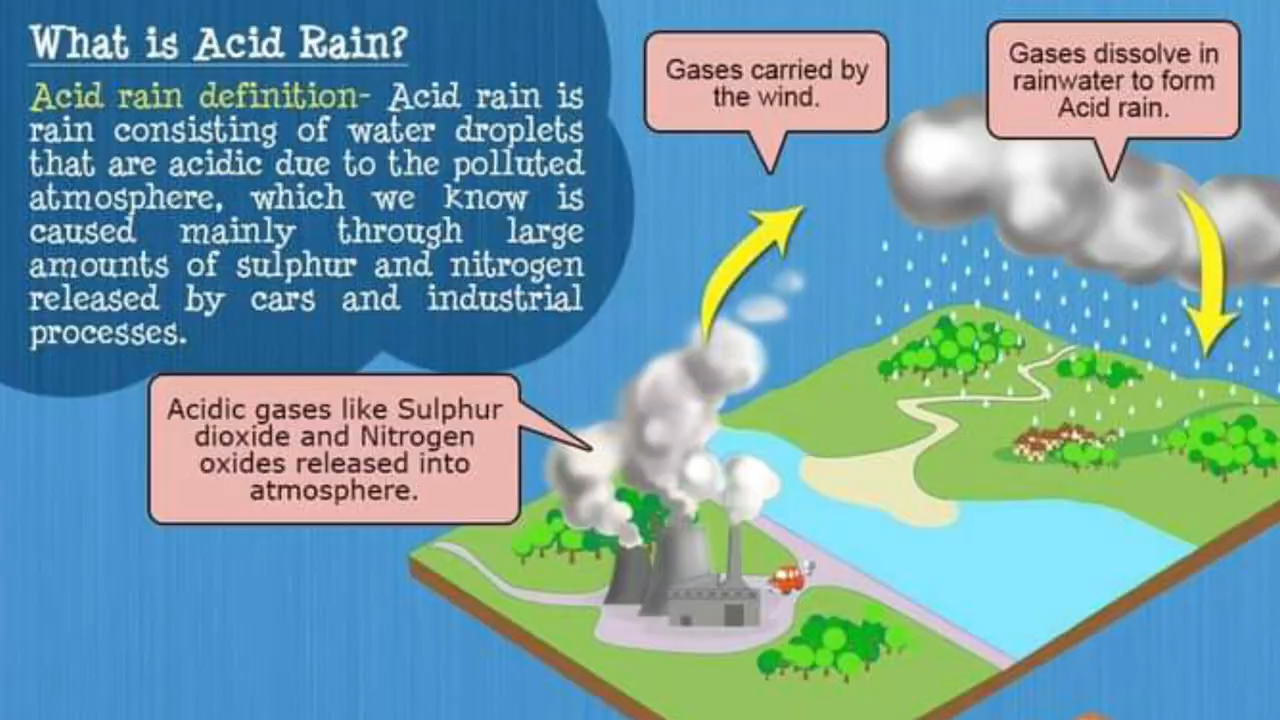 What is Acid Rain?
Acid rain definition- Acid rain is
rain consisting of water droplets
that are acidic due to the polluted
atmosphere, which we know is
caused mainly through large
amounts of sulphur and nitrogen
released by cars and industrial
processes.
Gases carried by
the wind.
Gases dissolve in
rainwater to form
Acid rain.
Acidic gases like Sulphur
dioxide and Nitrogen
oxides released into
atmosphere.